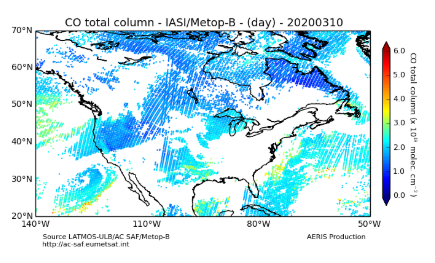 CO total column - IASI/Metop-B - (day) - 20200310
70°N
60°N
50°N
40°N
30°N
20°N
140°W
110°W
80°W
50°W
6.0
5.0
4.0
3.0
2.0
1.0
0.0
CO total column (x 10¹⁸ molec. cm⁻²)
Source LATMOS-ULB/AC SAF/Metop-B
http://ac-saf.eumetsat.int
AERIS Production